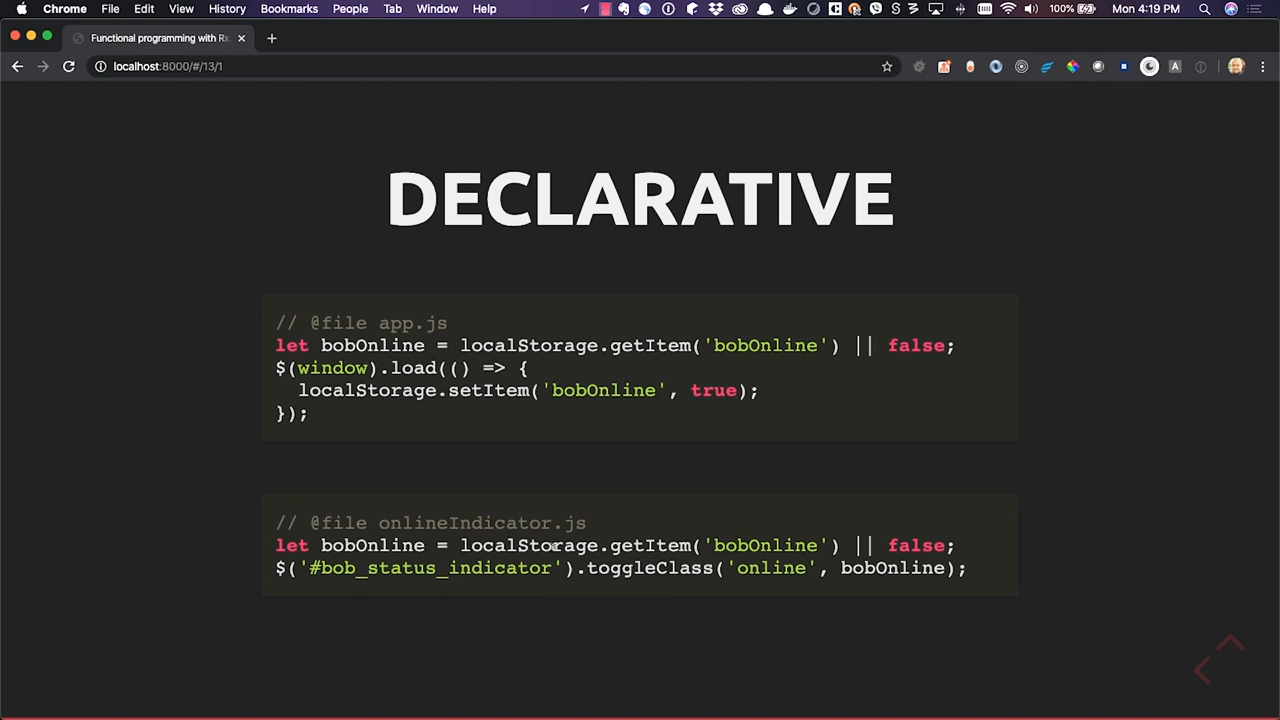 Chrome File Edit View History Bookmarks People Tab Window Help 100% Mon 4:19 PM
Functional programming with Rx
localhost:8000/#/13/1
DECLARATIVE
// @file app.js
let bobOnline = localStorage.getItem('bobOnline') || false;
$(window).load(() => {
  localStorage.setItem('bobOnline', true);
});
// @file onlineIndicator.js
let bobOnline = localStorage.getItem('bobOnline') || false;
$('#bob_status_indicator').toggleClass('online', bobOnline);